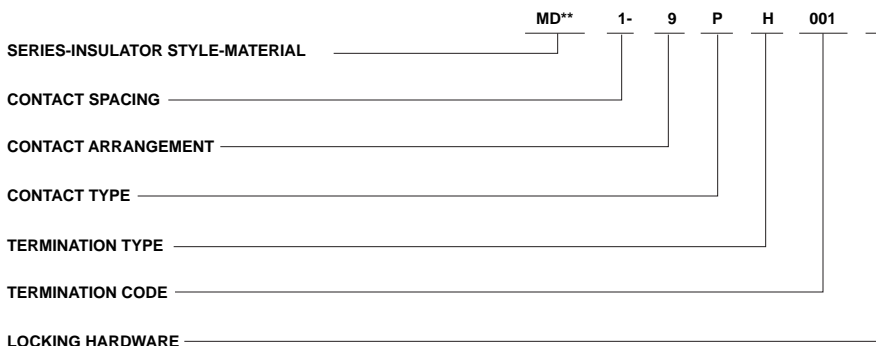 MD** 1- 9 P H 001
SERIES-INSULATOR STYLE-MATERIAL
CONTACT SPACING
CONTACT ARRANGEMENT
CONTACT TYPE
TERMINATION TYPE
TERMINATION CODE
LOCKING HARDWARE